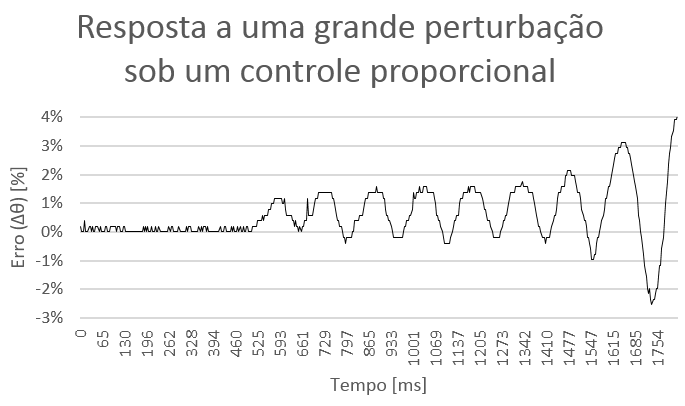 Resposta a uma grande perturbação
sob um controle proporcional
4%
3%
2%
1%
0%
-1%
-2%
-3%
Erro (Δθ) [%]
0 65 130 196 262 328 394 460 525 593 661 729 797 865 933 1001 1069 1137 1205 1273 1342 1410 1477 1547 1615 1685 1754
Tempo [ms]